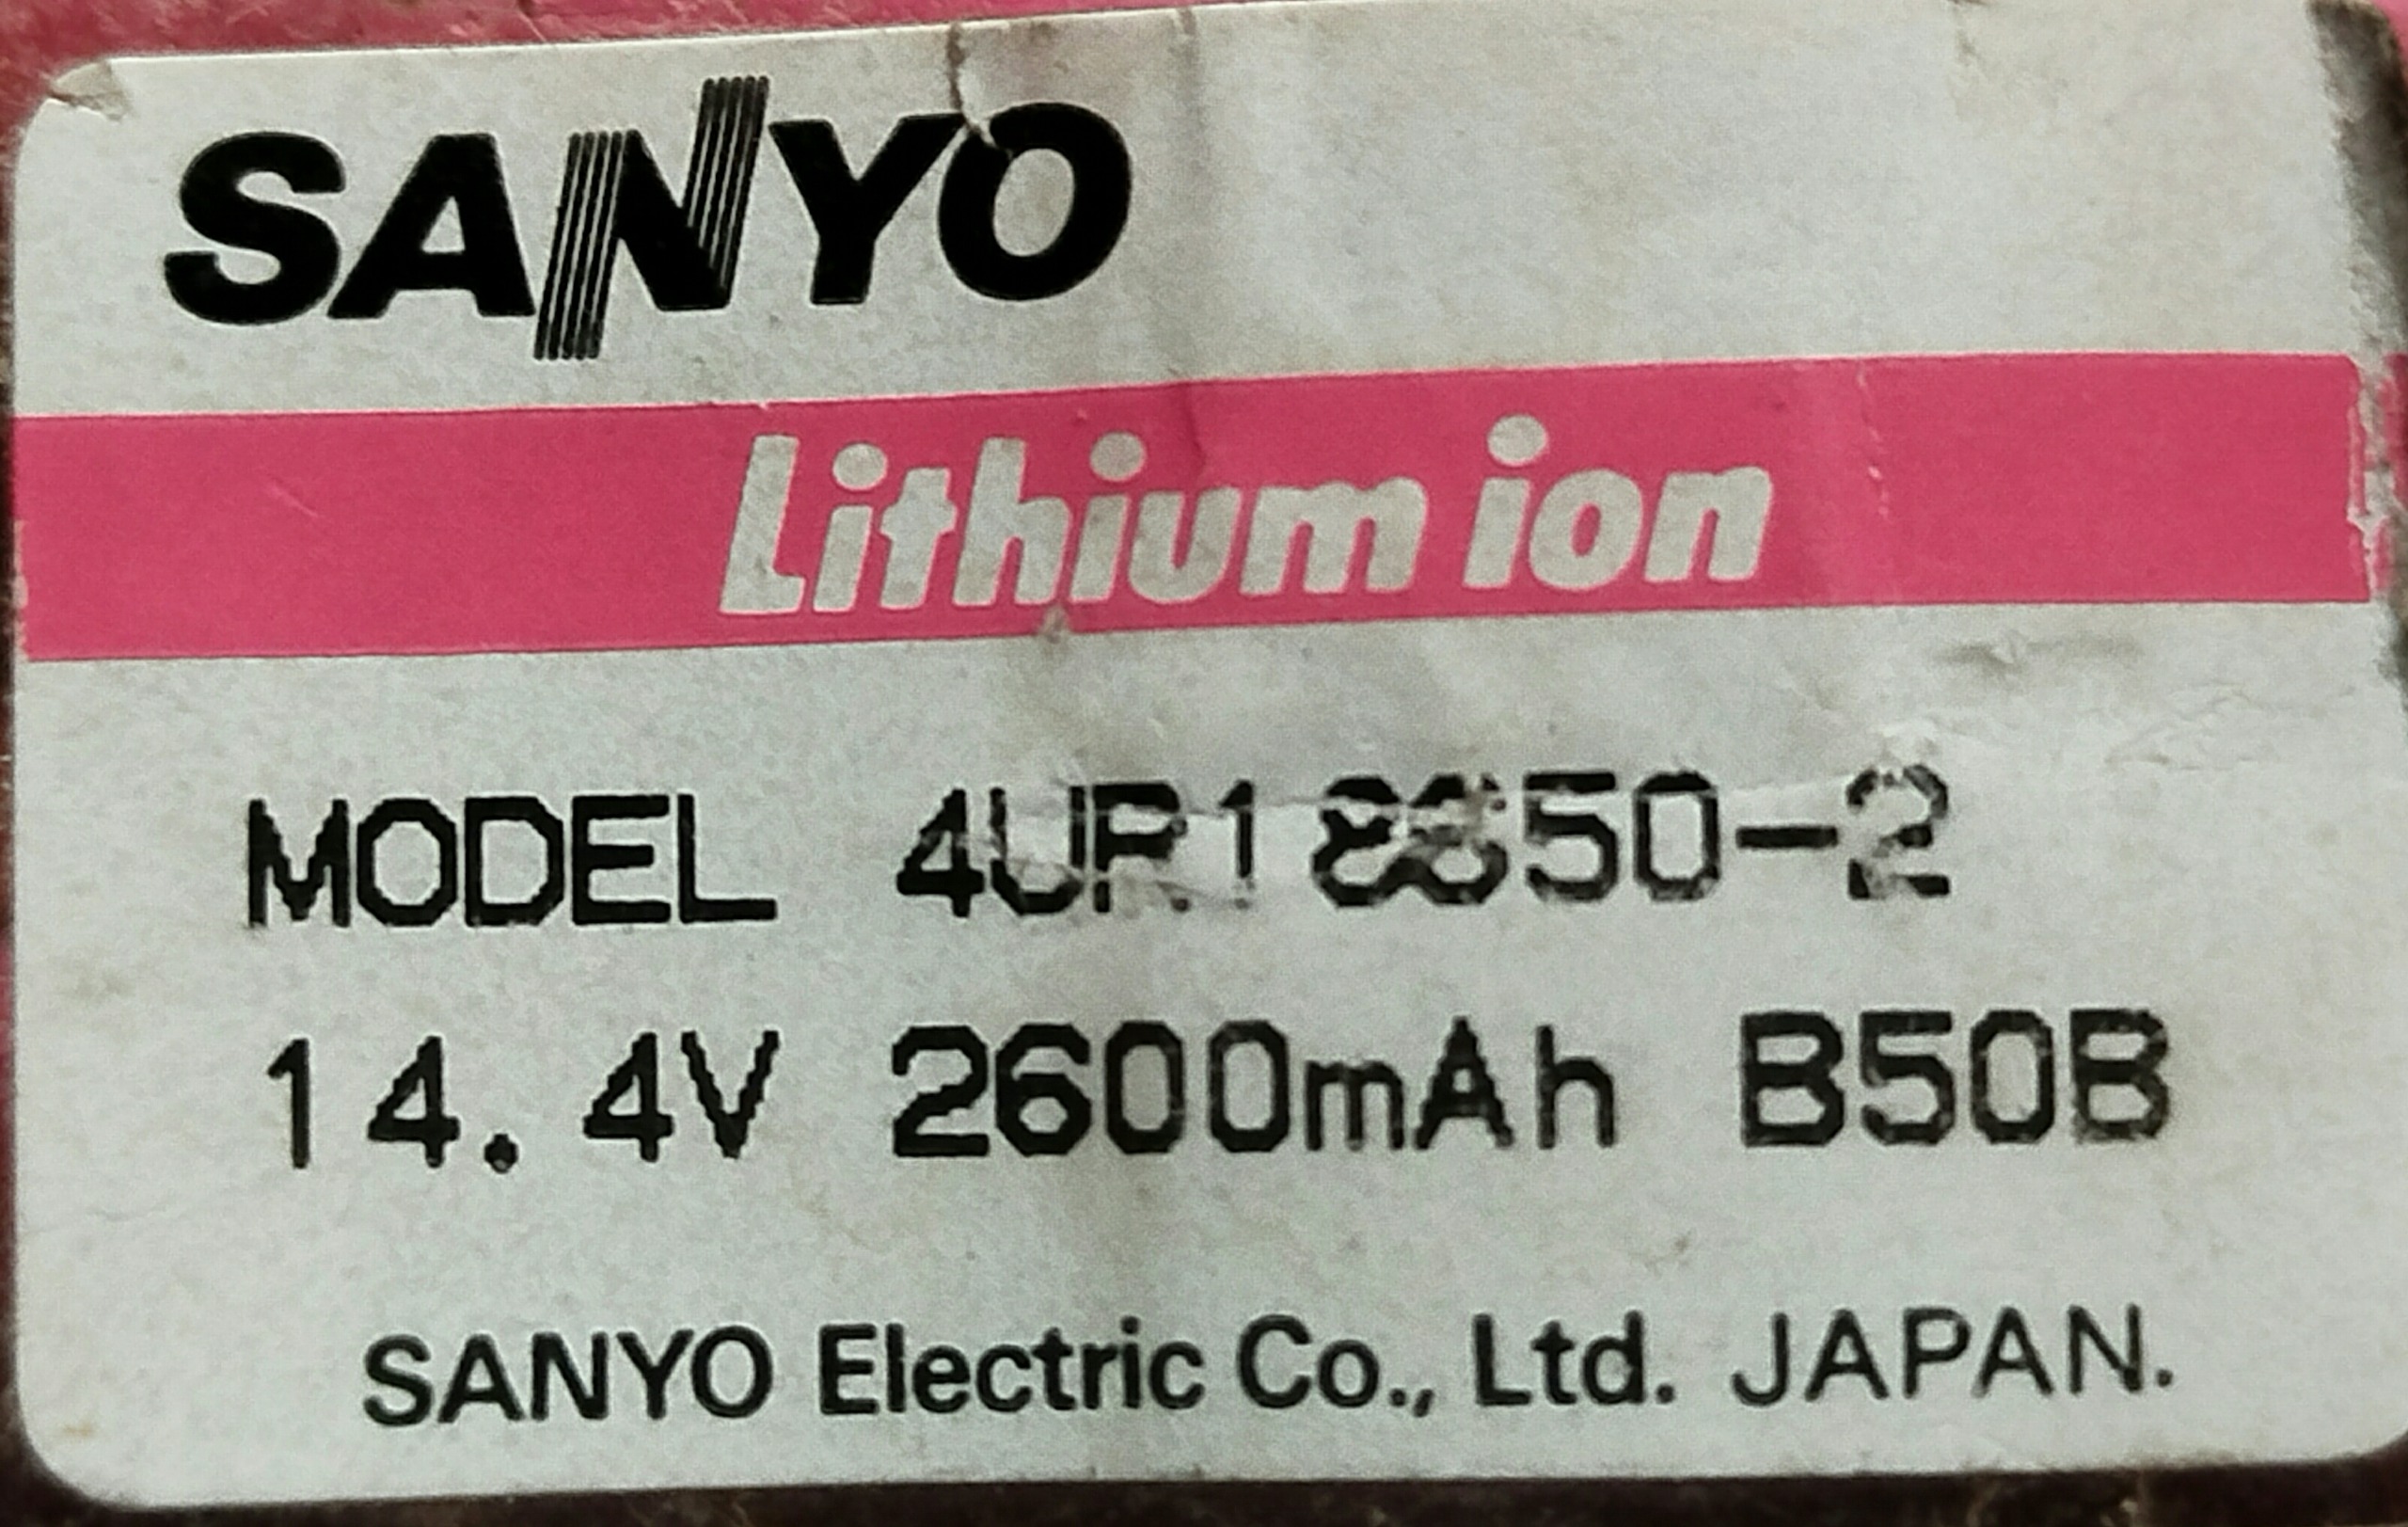 SANYO
Lithium ion
MODEL 4UR18650-2
14.4V 2600mAh B50B
SANYO Electric Co., Ltd. JAPAN.